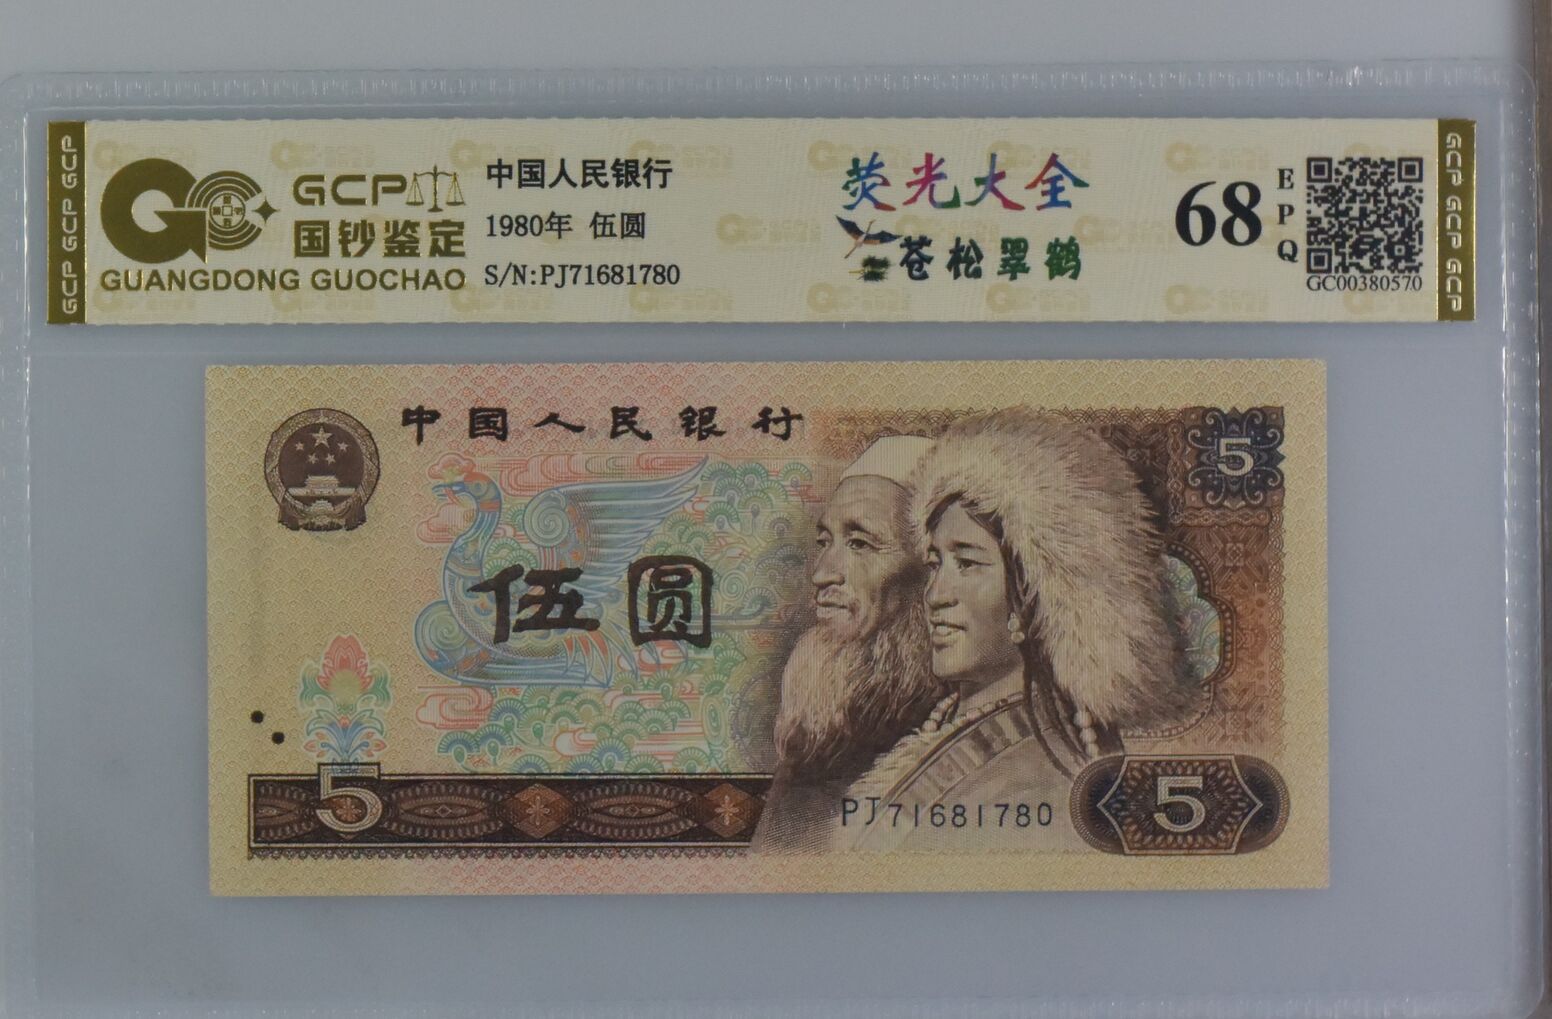 GCP
国钞鉴定
GUANGDONG GUOCHAO
中国人民银行
1980年 伍圆
S/N:PJ71681780
荧光大全
苍松翠鹤
68
EPQ
GC00380570
GCP GCP GCP
GCP GCP GCP
中国人民银行
5
伍圆
5
PJ71681780
5